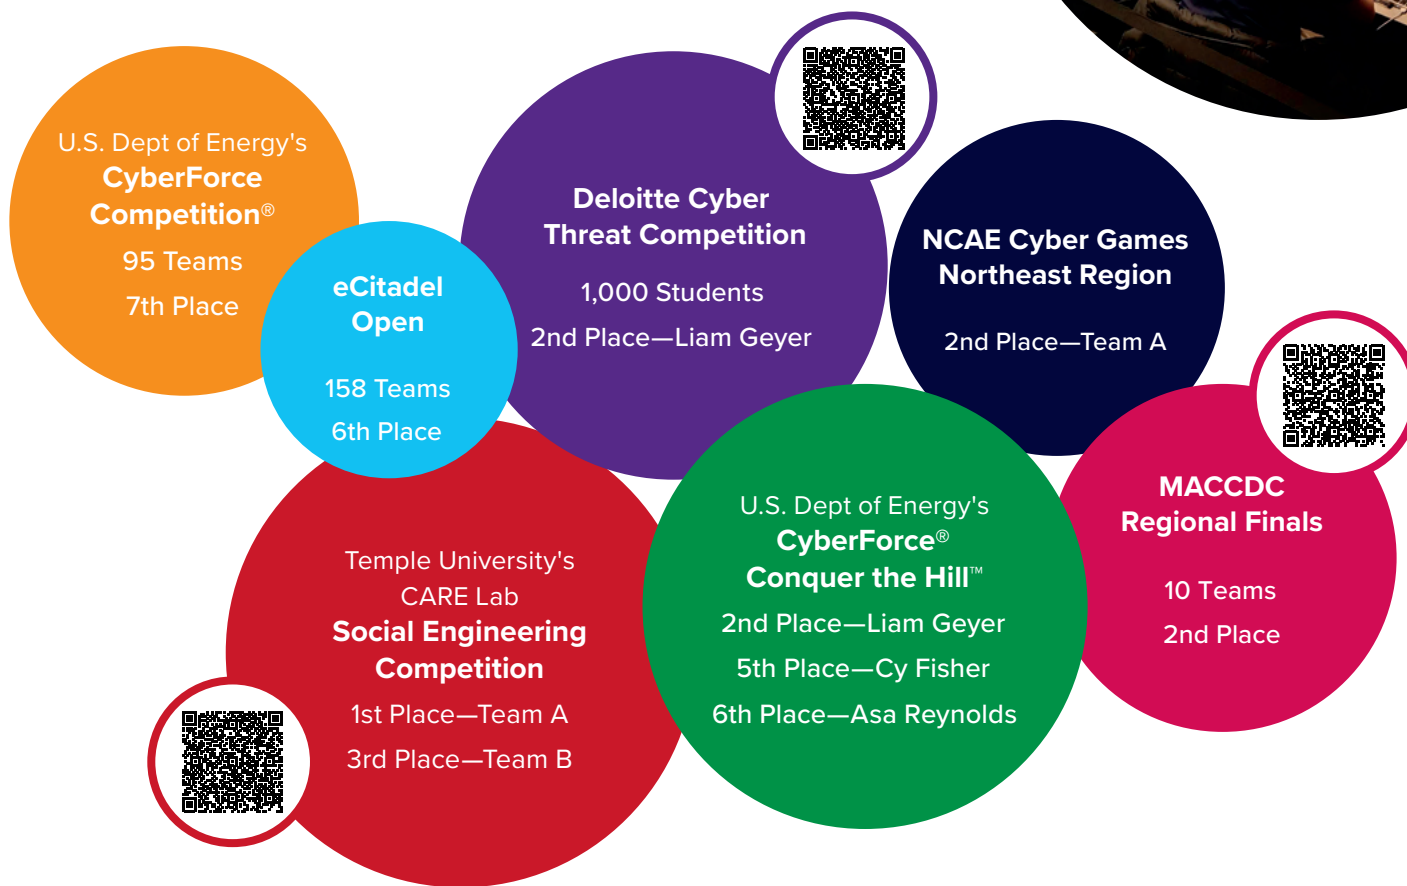 U.S. Dept of Energy's
CyberForce
Competition®
95 Teams
7th Place
eCitadel
Open
158 Teams
6th Place
Deloitte Cyber
Threat Competition
1,000 Students
2nd Place—Liam Geyer
NCAE Cyber Games
Northeast Region
2nd Place—Team A
Temple University's
CARE Lab
Social Engineering
Competition
1st Place—Team A
3rd Place—Team B
U.S. Dept of Energy's
CyberForce®
Conquer the Hill™
2nd Place—Liam Geyer
5th Place—Cy Fisher
6th Place—Asa Reynolds
MACCDC
Regional Finals
10 Teams
2nd Place